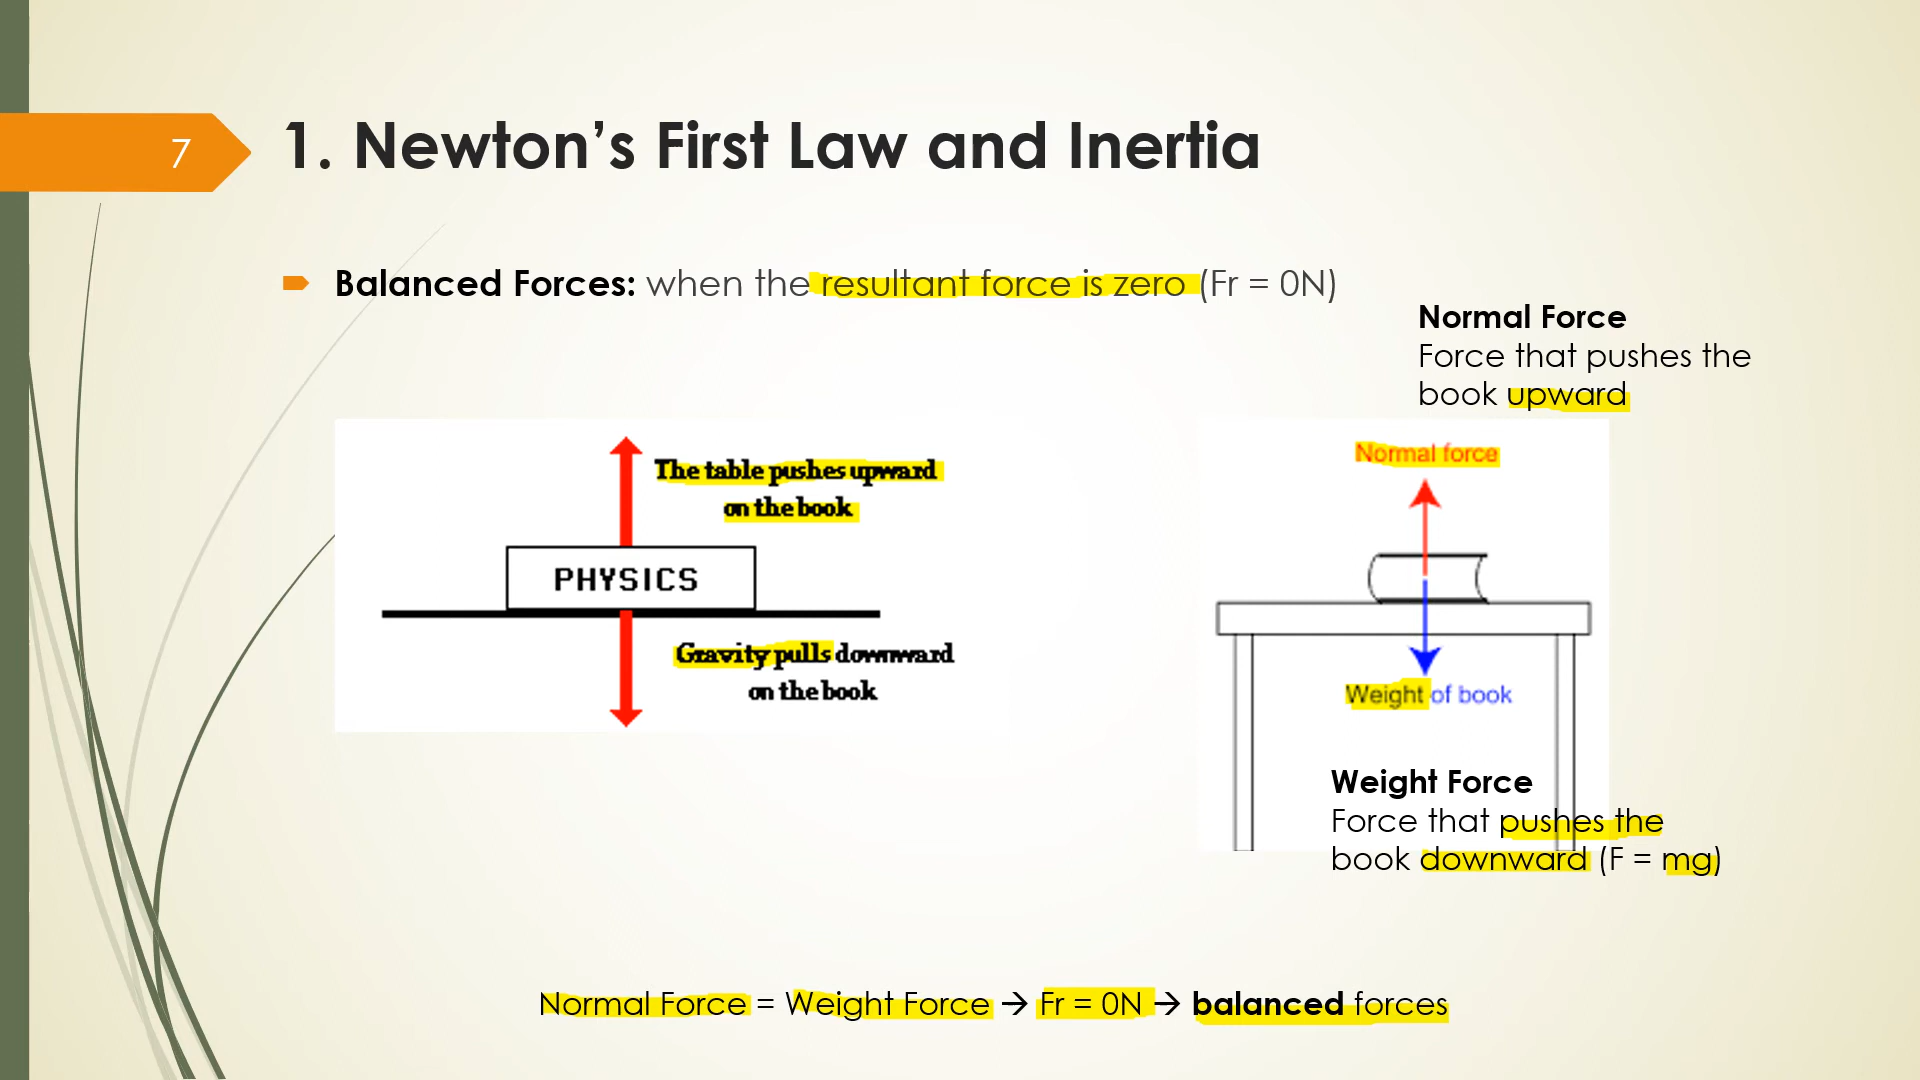 7
1. Newton’s First Law and Inertia
Balanced Forces: when the resultant force is zero (Fr = 0N)
Normal Force
Force that pushes the
book upward
The table pushes upward
on the book
PHYSICS
Gravity pulls downward
on the book
Normal force
Weight of book
Weight Force
Force that pushes the
book downward (F = mg)
Normal Force = Weight Force → Fr = 0N → balanced forces